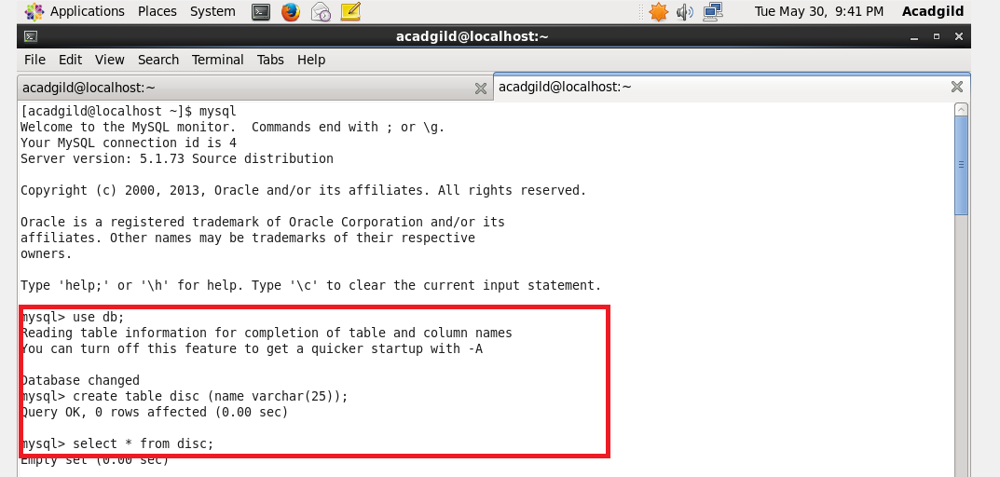 Applications Places System Tue May 30, 9:41 PM Acadgild
acadgild@localhost:~
File Edit View Search Terminal Tabs Help
acadgild@localhost:~ acadgild@localhost:~
[acadgild@localhost ~]$ mysql
Welcome to the MySQL monitor.  Commands end with ; or \g.
Your MySQL connection id is 4
Server version: 5.1.73 Source distribution
Copyright (c) 2000, 2013, Oracle and/or its affiliates. All rights reserved.
Oracle is a registered trademark of Oracle Corporation and/or its
affiliates. Other names may be trademarks of their respective
owners.
Type 'help;' or '\h' for help. Type '\c' to clear the current input statement.
mysql> use db;
Reading table information for completion of table and column names
You can turn off this feature to get a quicker startup with -A
Database changed
mysql> create table disc (name varchar(25));
Query OK, 0 rows affected (0.00 sec)
mysql> select * from disc;
Empty set (0.00 sec)